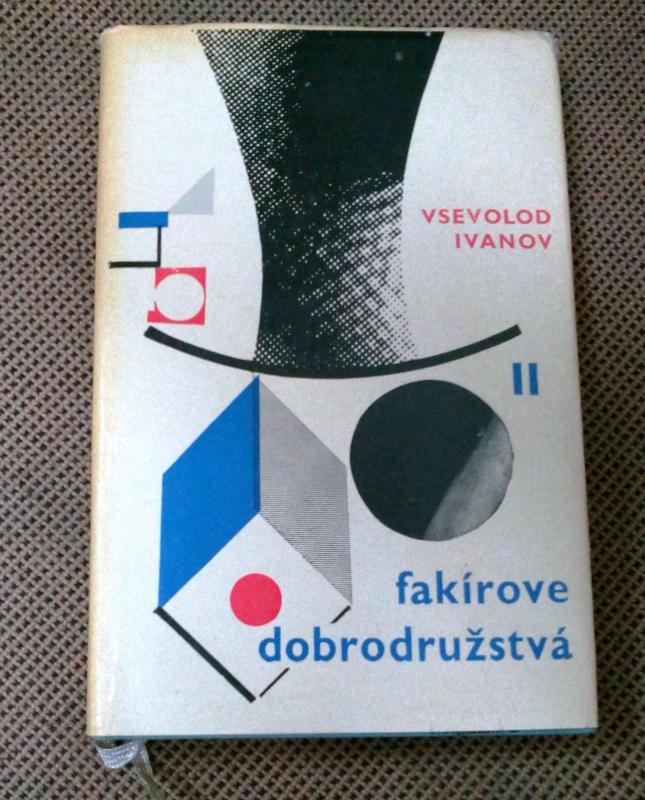 VSEVOLOD
IVANOV
II
fakírove
dobrodružstvá